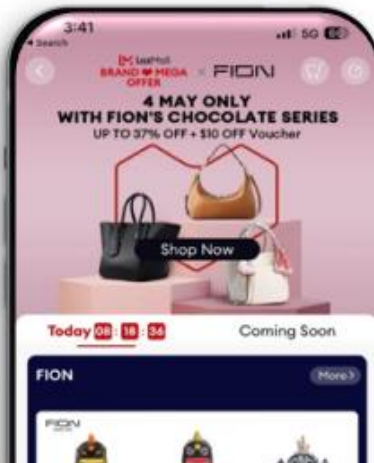 3:41
Search
5G
LazMall
BRAND MEGA OFFER × FION
4 MAY ONLY
WITH FION'S CHOCOLATE SERIES
UP TO 37% OFF + $10 OFF Voucher
Shop Now
Today 08 : 18 : 36
Coming Soon
FION
More >
FION